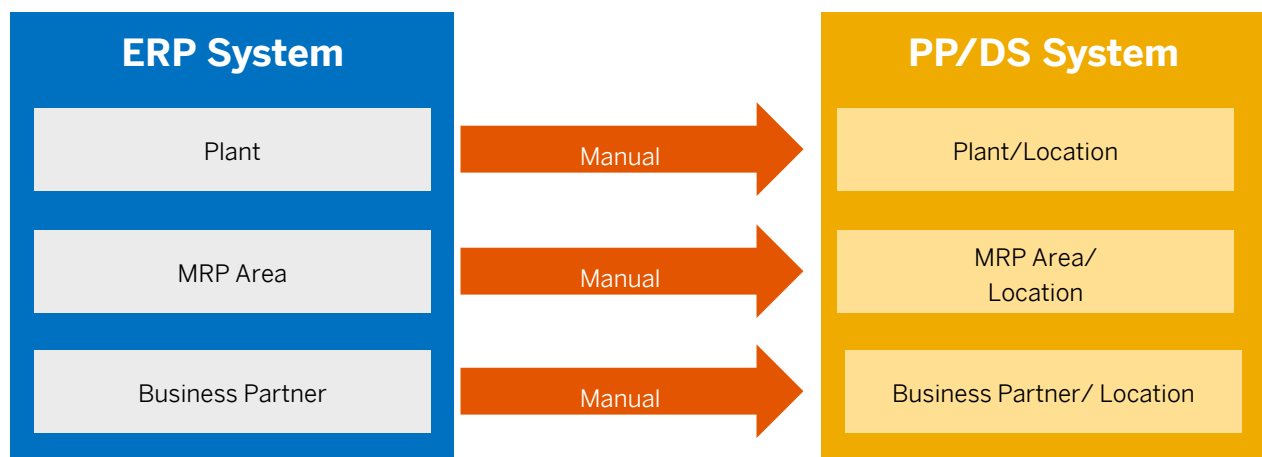 ERP System
PP/DS System
Plant
Manual
Plant/Location
MRP Area
Manual
MRP Area/
Location
Business Partner
Manual
Business Partner/ Location